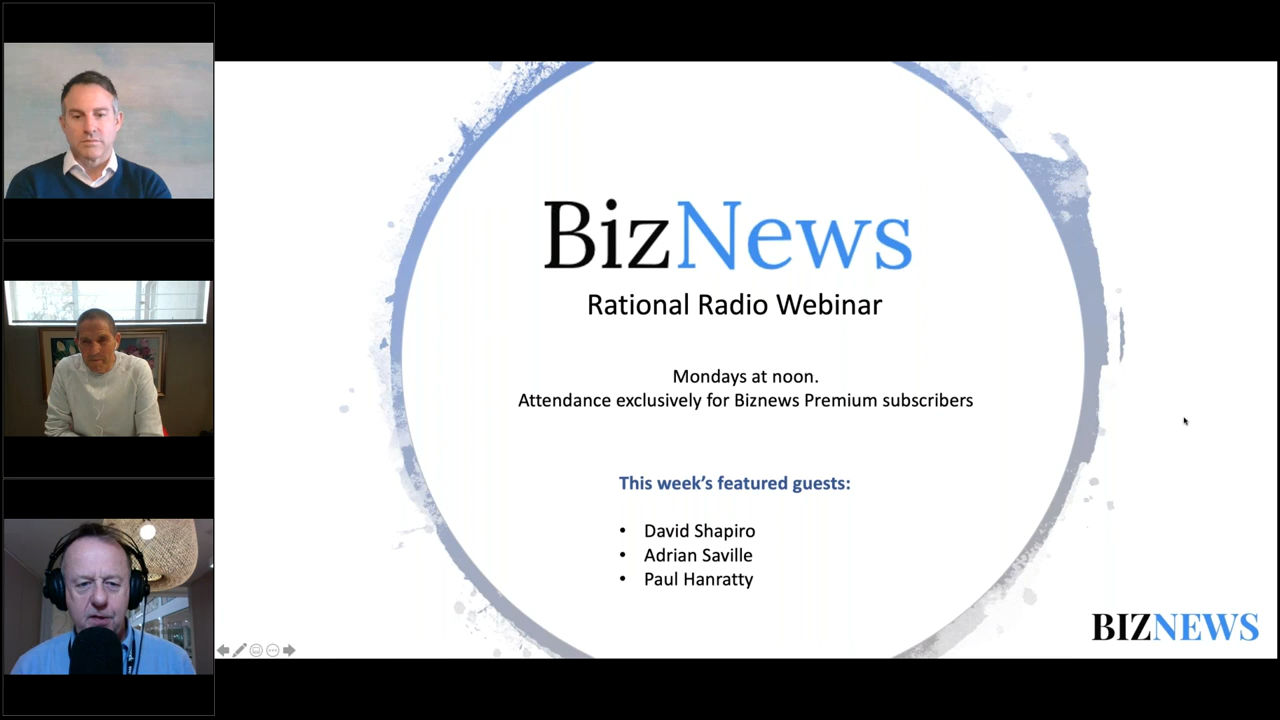 BizNews
Rational Radio Webinar
Mondays at noon.
Attendance exclusively for Biznews Premium subscribers
This week's featured guests:
• David Shapiro
• Adrian Saville
• Paul Hanratty
BIZNEWS